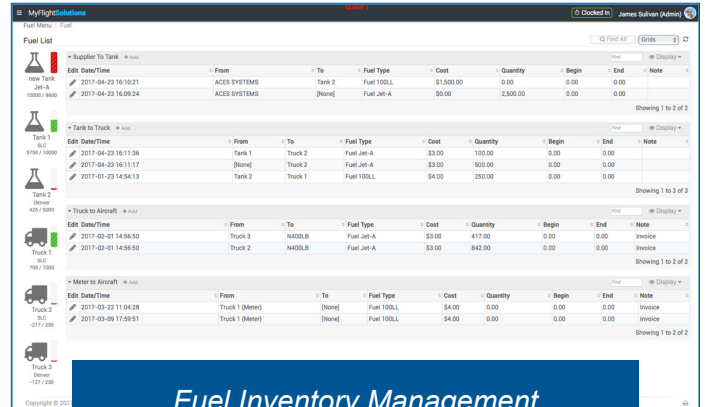 MyFlightSolutions
Clocked In James Sulivan (Admin)
Fuel Menu / Fuel
Fuel List
Find All Grids
new Tank
Jet-A
10000 / 9600
Tank 1
SLC
5750 / 10000
Tank 2
Denver
425 / 5000
Truck 1
SLC
700 / 1000
Truck 2
SLC
-217 / 250
Truck 3
Denver
-127 / 250
Supplier To Tank + Add Find Display
Edit Date/Time From To Fuel Type Cost Quantity Begin End Note
2017-04-23 16:10:21 ACES SYSTEMS Tank 2 Fuel 100LL $1,500.00 0.00 0.00
2017-04-23 16:09:24 ACES SYSTEMS [None] Fuel Jet-A $0.00 2,500.00 0.00 0.00
Showing 1 to 2 of 2
Tank to Truck + Add Find Display
Edit Date/Time From To Fuel Type Cost Quantity Begin End Note
2017-04-23 16:11:36 Tank 1 Truck 2 Fuel Jet-A $3.00 100.00 0.00 0.00
2017-04-23 16:11:17 [None] Truck 2 Fuel Jet-A $3.00 500.00 0.00 0.00
2017-01-23 14:54:13 Tank 2 Truck 1 Fuel 100LL $4.00 250.00 0.00 0.00
Showing 1 to 3 of 3
Truck to Aircraft + Add Find Display
Edit Date/Time From To Fuel Type Cost Quantity Begin End Note
2017-02-01 14:56:50 Truck 3 N400LB Fuel Jet-A $3.00 417.00 0.00 0.00 Invoice
2017-02-01 14:56:50 Truck 2 N400LB Fuel Jet-A $3.00 842.00 0.00 0.00 Invoice
Showing 1 to 2 of 2
Meter to Aircraft + Add Find Display
Edit Date/Time From To Fuel Type Cost Quantity Begin End Note
2017-03-22 11:04:28 Truck 1 (Meter) [None] Fuel 100LL $4.00 0.00 0.00 0.00 Invoice
2017-03-09 17:59:51 Truck 1 (Meter) [None] Fuel 100LL $4.00 0.00 0.00 0.00 Invoice
Showing 1 to 2 of 2
Fuel Inventory Management
Copyright © 2017